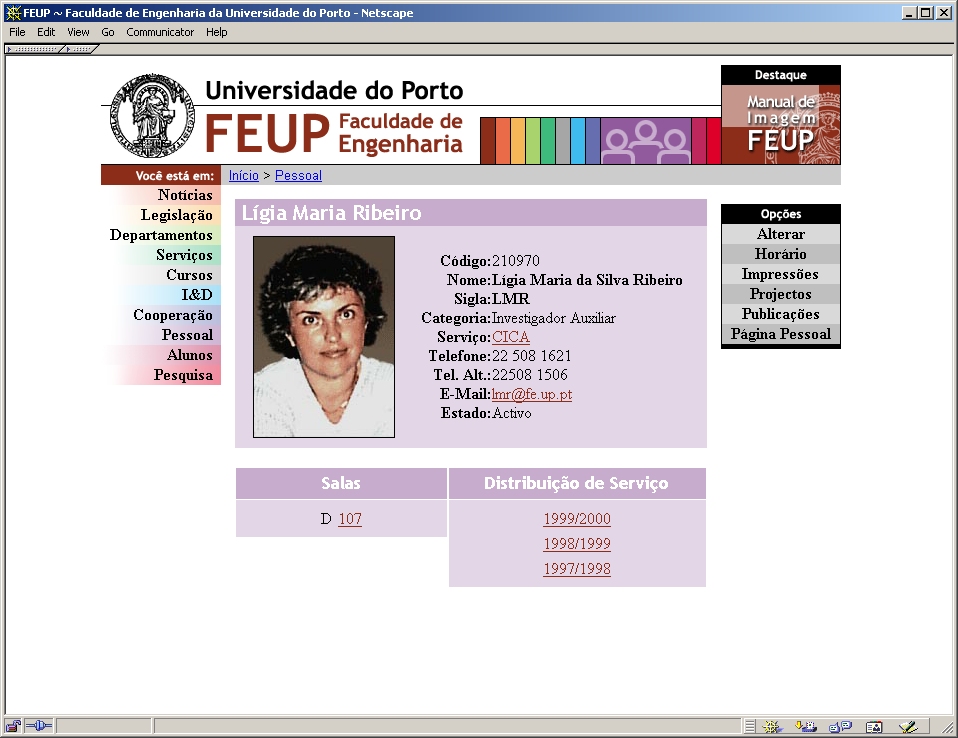 FEUP ~ Faculdade de Engenharia da Universidade do Porto - Netscape
File Edit View Go Communicator Help
Universidade do Porto
FEUP Faculdade de
Engenharia
Destaque
Manual de
Imagem
FEUP
Você está em: Início > Pessoal
Notícias
Legislação
Departamentos
Serviços
Cursos
I&D
Cooperação
Pessoal
Alunos
Pesquisa
Lígia Maria Ribeiro
Código:210970
Nome:Lígia Maria da Silva Ribeiro
Sigla:LMR
Categoria:Investigador Auxiliar
Serviço:CICA
Telefone:22 508 1621
Tel. Alt.:22508 1506
E-Mail:lmr@fe.up.pt
Estado:Activo
Opções
Alterar
Horário
Impressões
Projectos
Publicações
Página Pessoal
Salas
D 107
Distribuição de Serviço
1999/2000
1998/1999
1997/1998